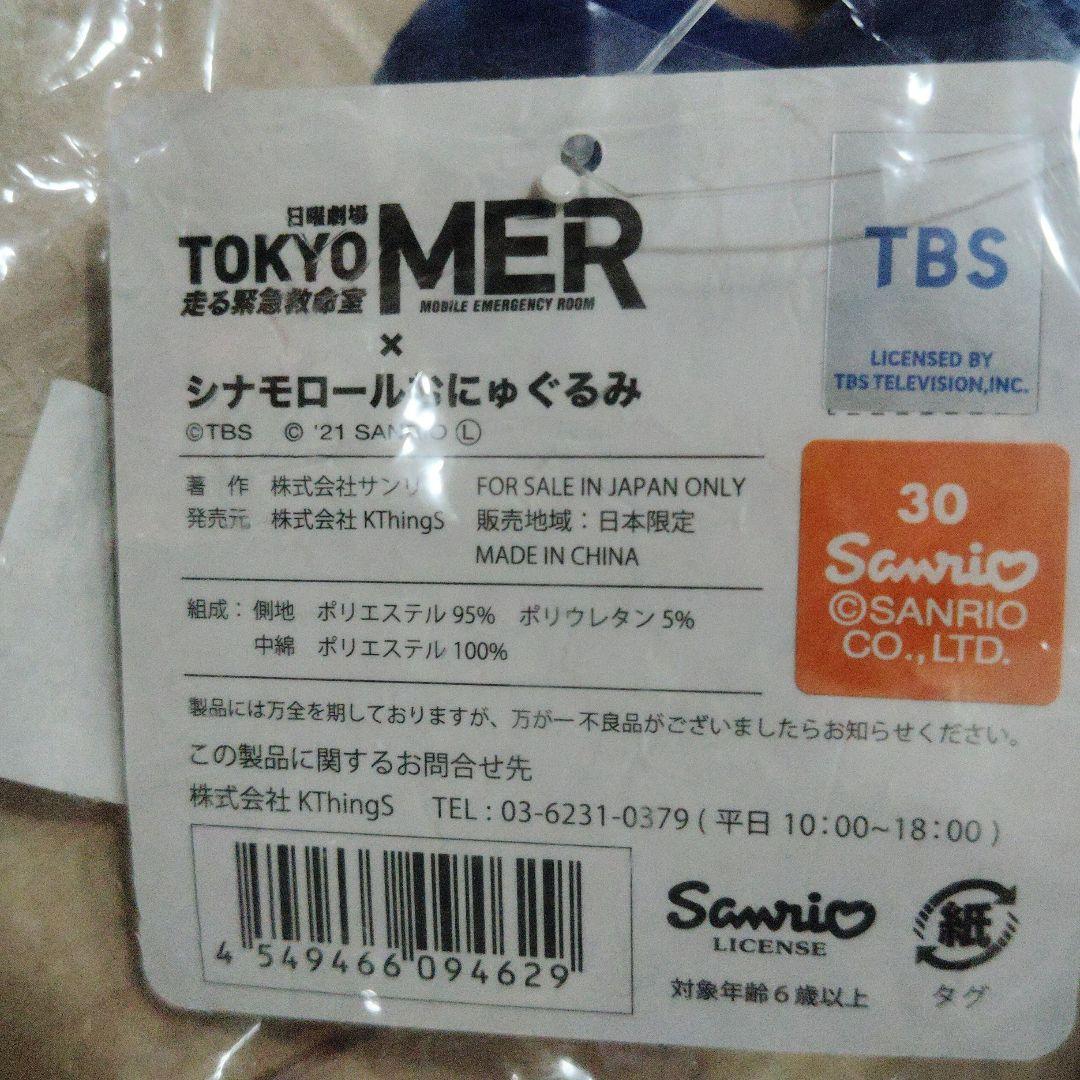 日曜劇場
TOKYO MER
走る緊急救命室 MOBILE EMERGENCY ROOM
×
シナモロールむにゅぐるみ
©TBS © '21 SANRIO Ⓛ
TBS
LICENSED BY
TBS TELEVISION,INC.
著 作 株式会社サンリ
発売元 株式会社 KThingS
FOR SALE IN JAPAN ONLY
販売地域：日本限定
MADE IN CHINA
30
Sanrio
©SANRIO
CO.,LTD.
組成： 側地 ポリエステル 95% ポリウレタン 5%
中綿 ポリエステル 100%
製品には万全を期しておりますが、万が一 不良品がございましたらお知らせください。
この製品に関するお問合せ先
株式会社 KThingS TEL : 03-6231-0379 ( 平日 10：00~18：00 )
4 549466 094629
Sanrio
LICENSE
対象年齢 6 歳以上
紙
タグ